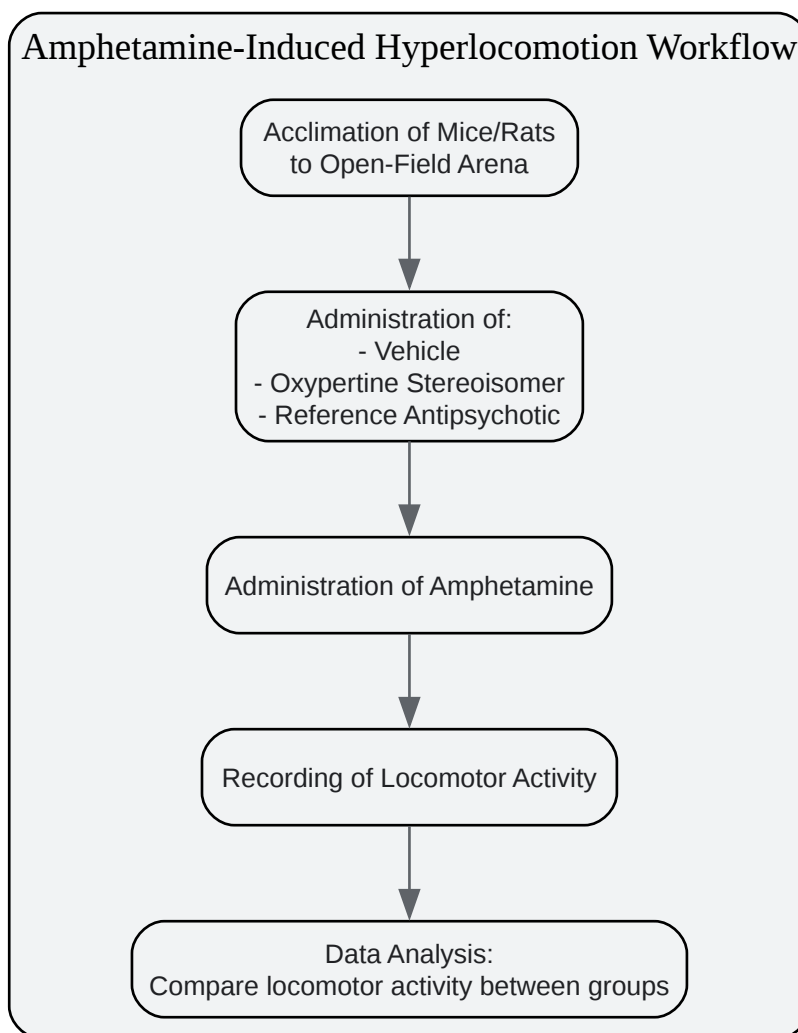 Amphetamine-Induced Hyperlocomotion Workflow
Acclimation of Mice/Rats
to Open-Field Arena
Administration of:
- Vehicle
- Oxypertine Stereoisomer
- Reference Antipsychotic
Administration of Amphetamine
Recording of Locomotor Activity
Data Analysis:
Compare locomotor activity between groups